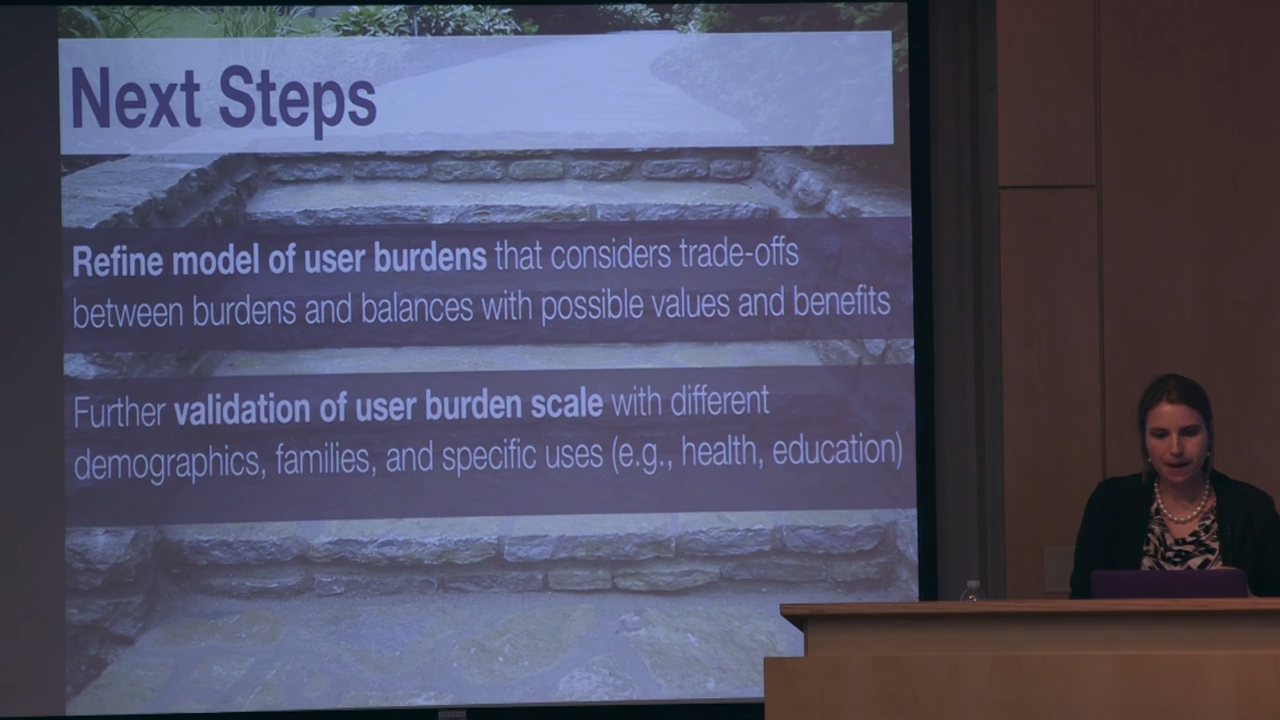 Next Steps
Refine model of user burdens that considers trade-offs
between burdens and balances with possible values and benefits
Further validation of user burden scale with different
demographics, families, and specific uses (e.g., health, education)